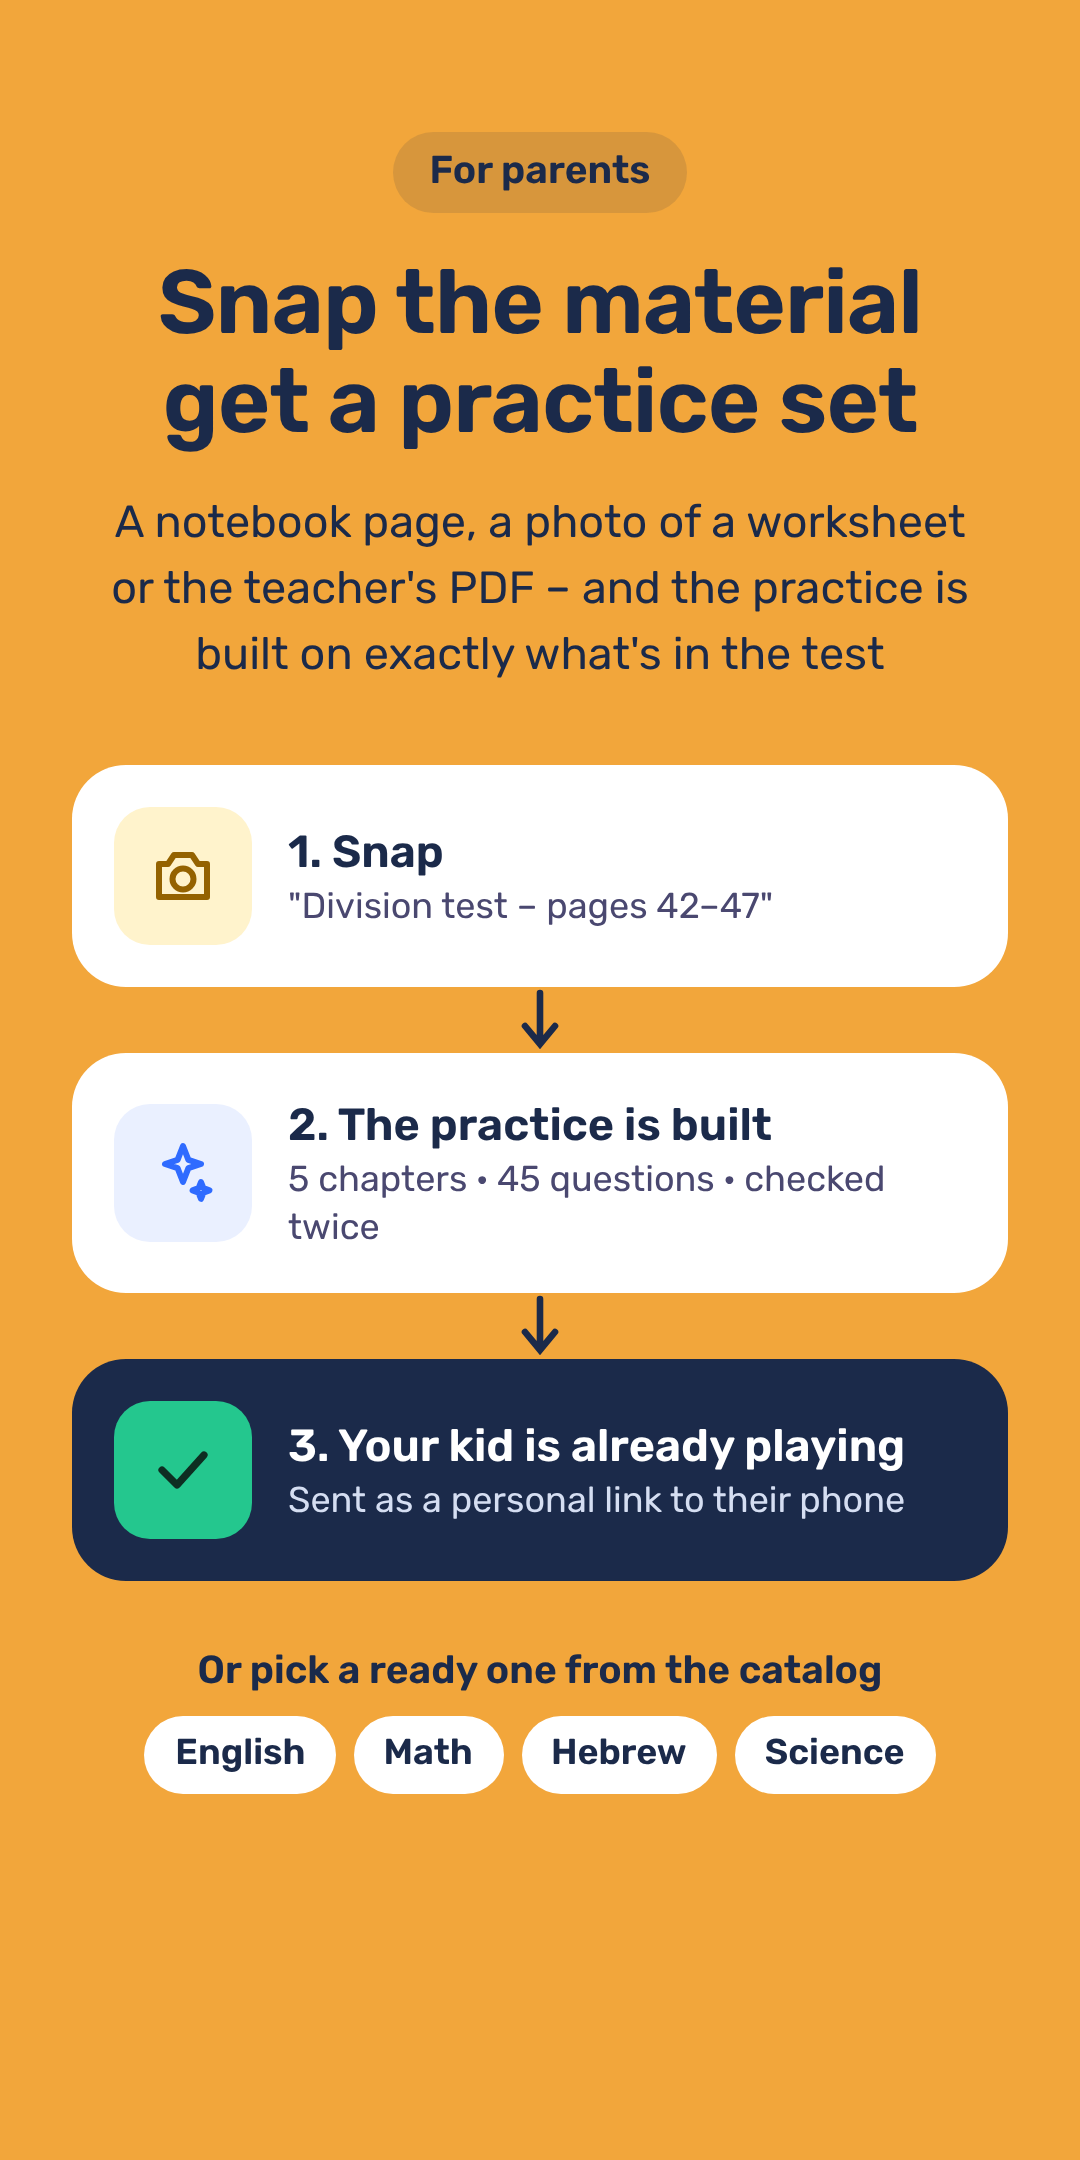 For parents
Snap the material
get a practice set
A notebook page, a photo of a worksheet
or the teacher's PDF – and the practice is
built on exactly what's in the test
1. Snap
"Division test – pages 42–47"
2. The practice is built
5 chapters • 45 questions • checked
twice
3. Your kid is already playing
Sent as a personal link to their phone
Or pick a ready one from the catalog
English Math Hebrew Science